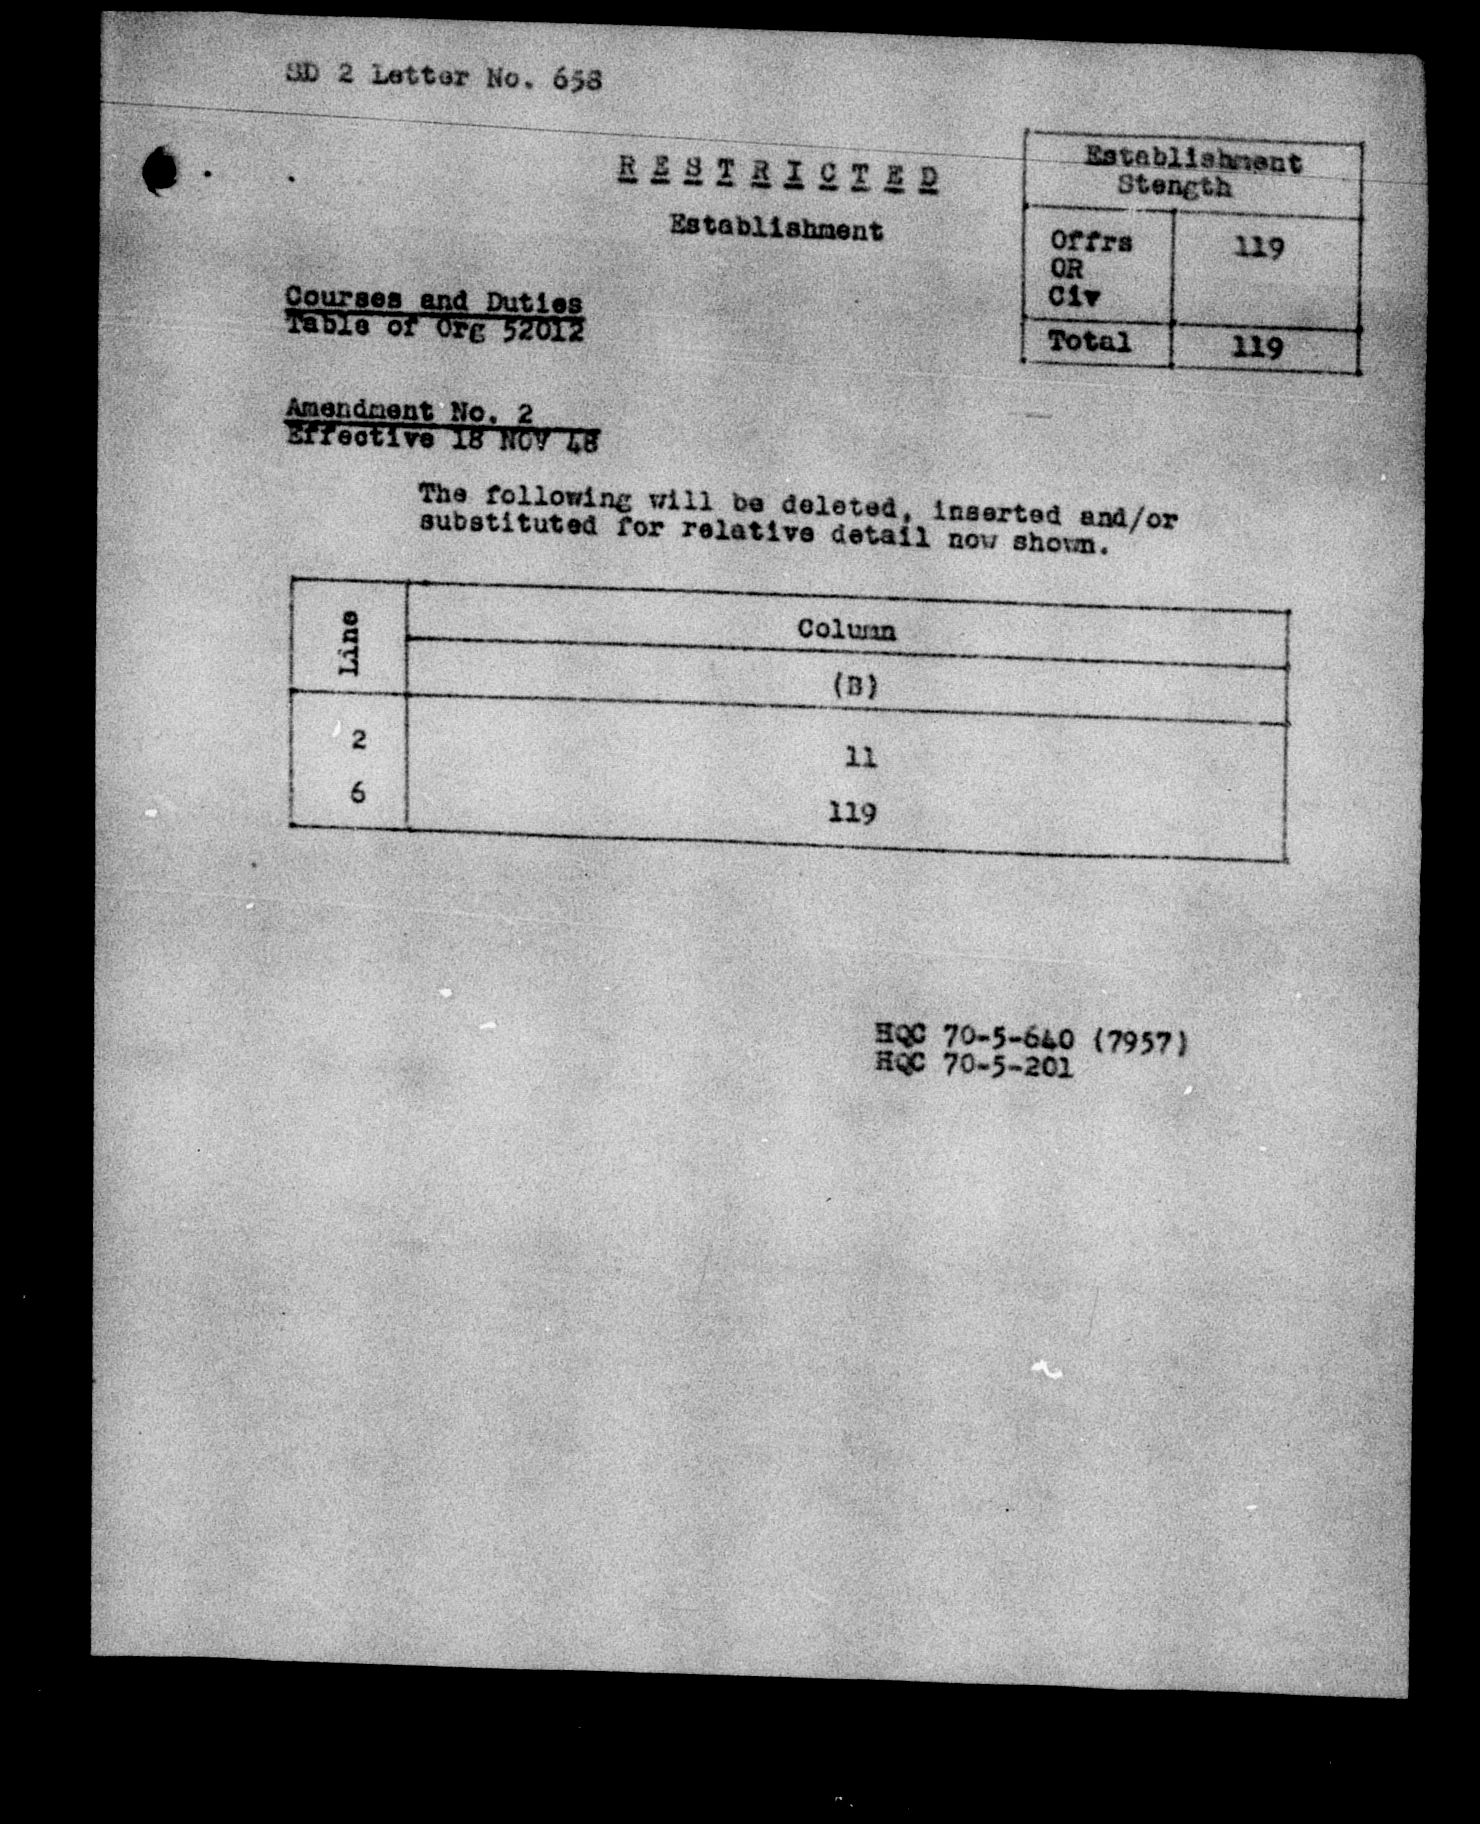 SD 2 Letter No. 658
R E S T R I C T E D
Establishment
Establishment
Stength
Offrs 119
OR
Civ
Total 119
Courses and Duties
Table of Org 52012
Amendment No. 2
Effective 18 NOV 48
The following will be deleted, inserted and/or
substituted for relative detail now shown.
Line Column
(B)
2 11
6 119
HQC 70-5-640 (7957)
HQC 70-5-201